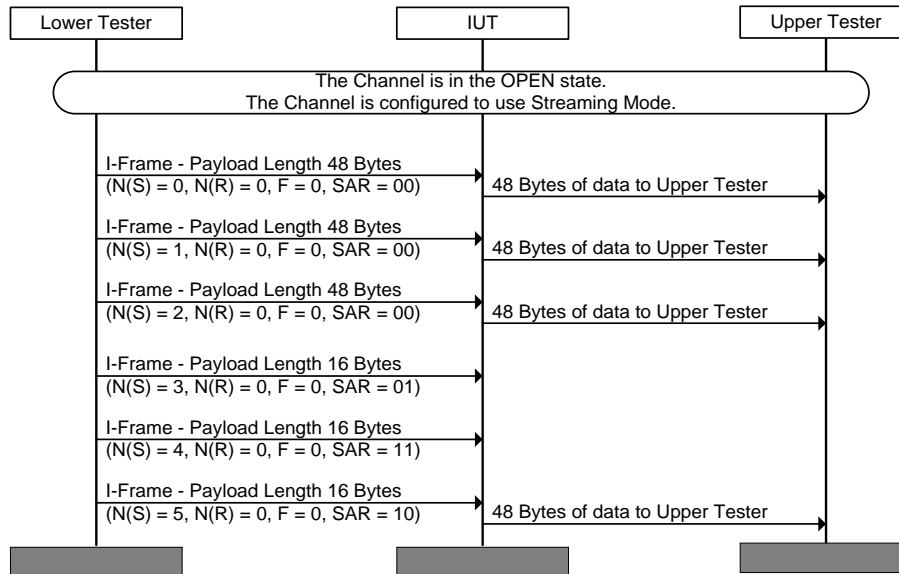 Lower Tester
IUT
Upper Tester
The Channel is in the OPEN state.
The Channel is configured to use Streaming Mode.
I-Frame - Payload Length 48 Bytes
(N(S) = 0, N(R) = 0, F = 0, SAR = 00)
48 Bytes of data to Upper Tester
I-Frame - Payload Length 48 Bytes
(N(S) = 1, N(R) = 0, F = 0, SAR = 00)
48 Bytes of data to Upper Tester
I-Frame - Payload Length 48 Bytes
(N(S) = 2, N(R) = 0, F = 0, SAR = 00)
48 Bytes of data to Upper Tester
I-Frame - Payload Length 16 Bytes
(N(S) = 3, N(R) = 0, F = 0, SAR = 01)
I-Frame - Payload Length 16 Bytes
(N(S) = 4, N(R) = 0, F = 0, SAR = 11)
I-Frame - Payload Length 16 Bytes
(N(S) = 5, N(R) = 0, F = 0, SAR = 10)
48 Bytes of data to Upper Tester